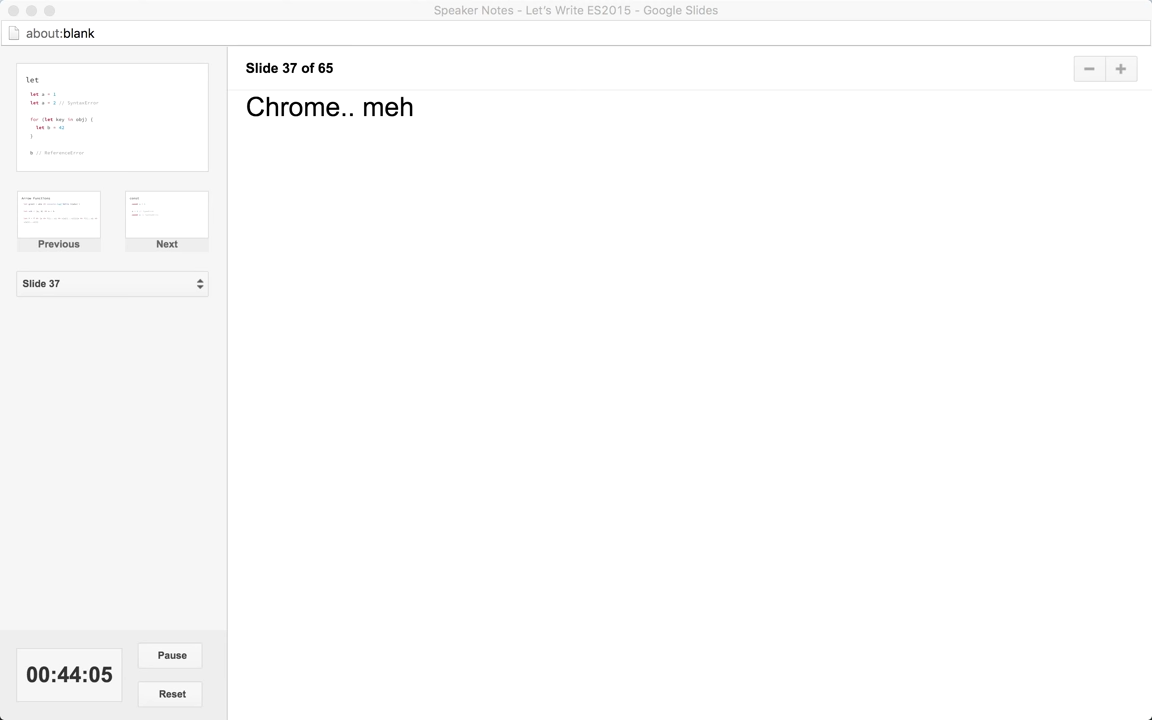 Speaker Notes - Let's Write ES2015 - Google Slides
about:blank
let
let a = 1
let a = 2 // SyntaxError
for (let key in obj) {
let b = 42
}
b // ReferenceError
Previous
Next
Slide 37
00:44:05
Pause
Reset
Slide 37 of 65
Chrome.. meh